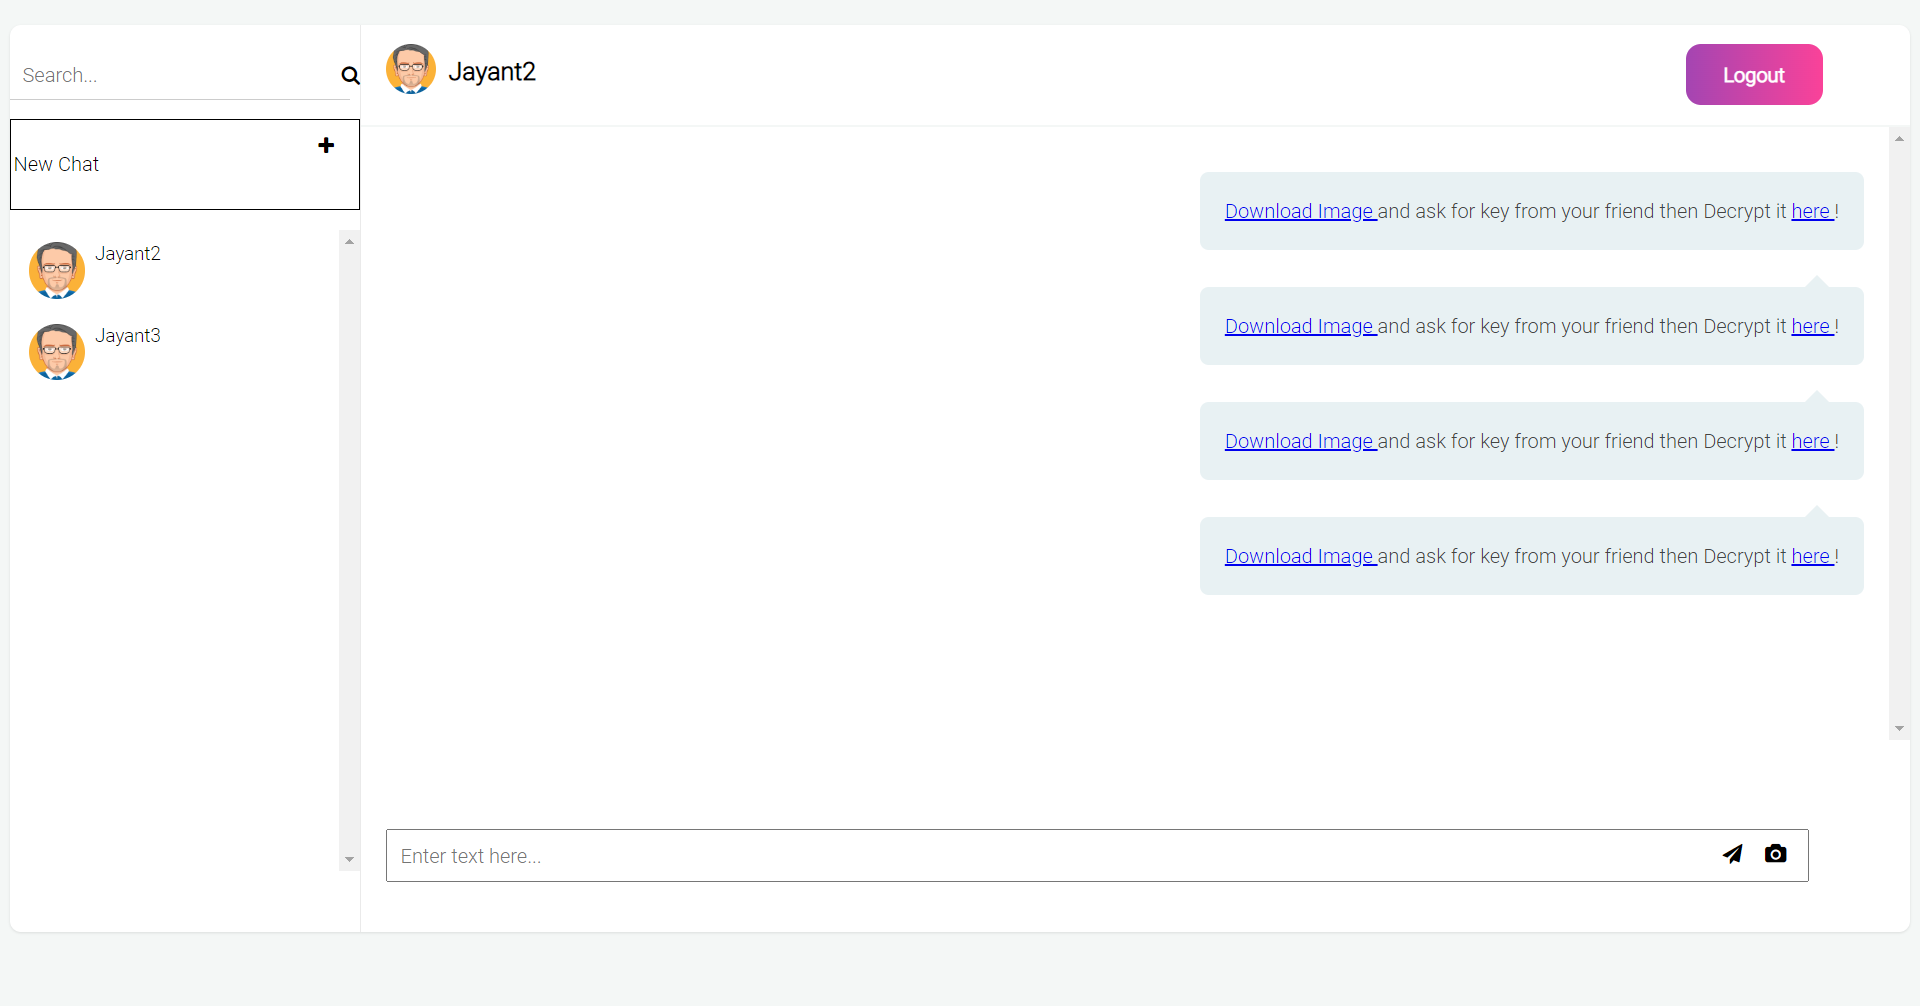 Search...
New Chat
Jayant2
Jayant3
Jayant2
Logout
Download Image and ask for key from your friend then Decrypt it here !
Download Image and ask for key from your friend then Decrypt it here !
Download Image and ask for key from your friend then Decrypt it here !
Download Image and ask for key from your friend then Decrypt it here !
Enter text here...